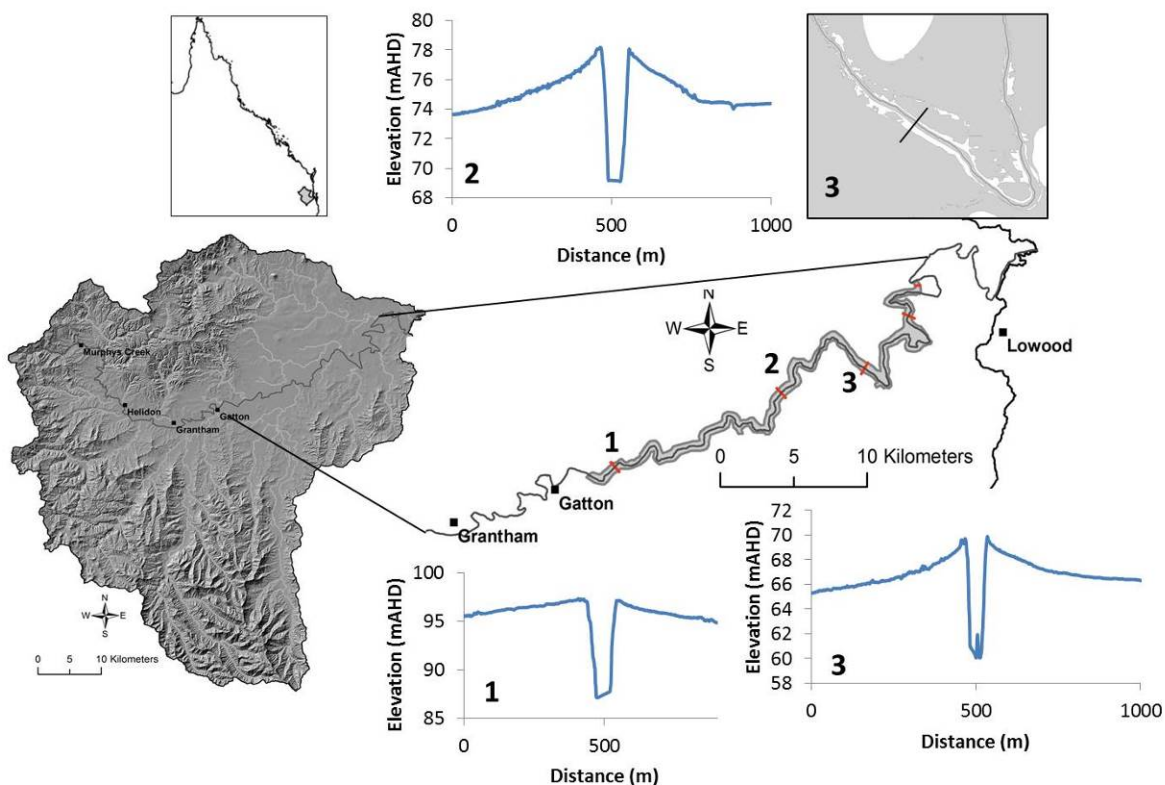 80
78
76
74
72
70
68
Elevation (mAHD)
2
0
500
1000
Distance (m)
3
Murphys Creek
Helidon
Gatton
Grantham
N
W E
S
0 5 10 Kilometers
N
W E
S
Lowood
1
2
3
0 5 10 Kilometers
Gatton
Grantham
100
95
90
85
Elevation (mAHD)
1
0
500
Distance (m)
72
70
68
66
64
62
60
58
Elevation (mAHD)
3
0
500
1000
Distance (m)